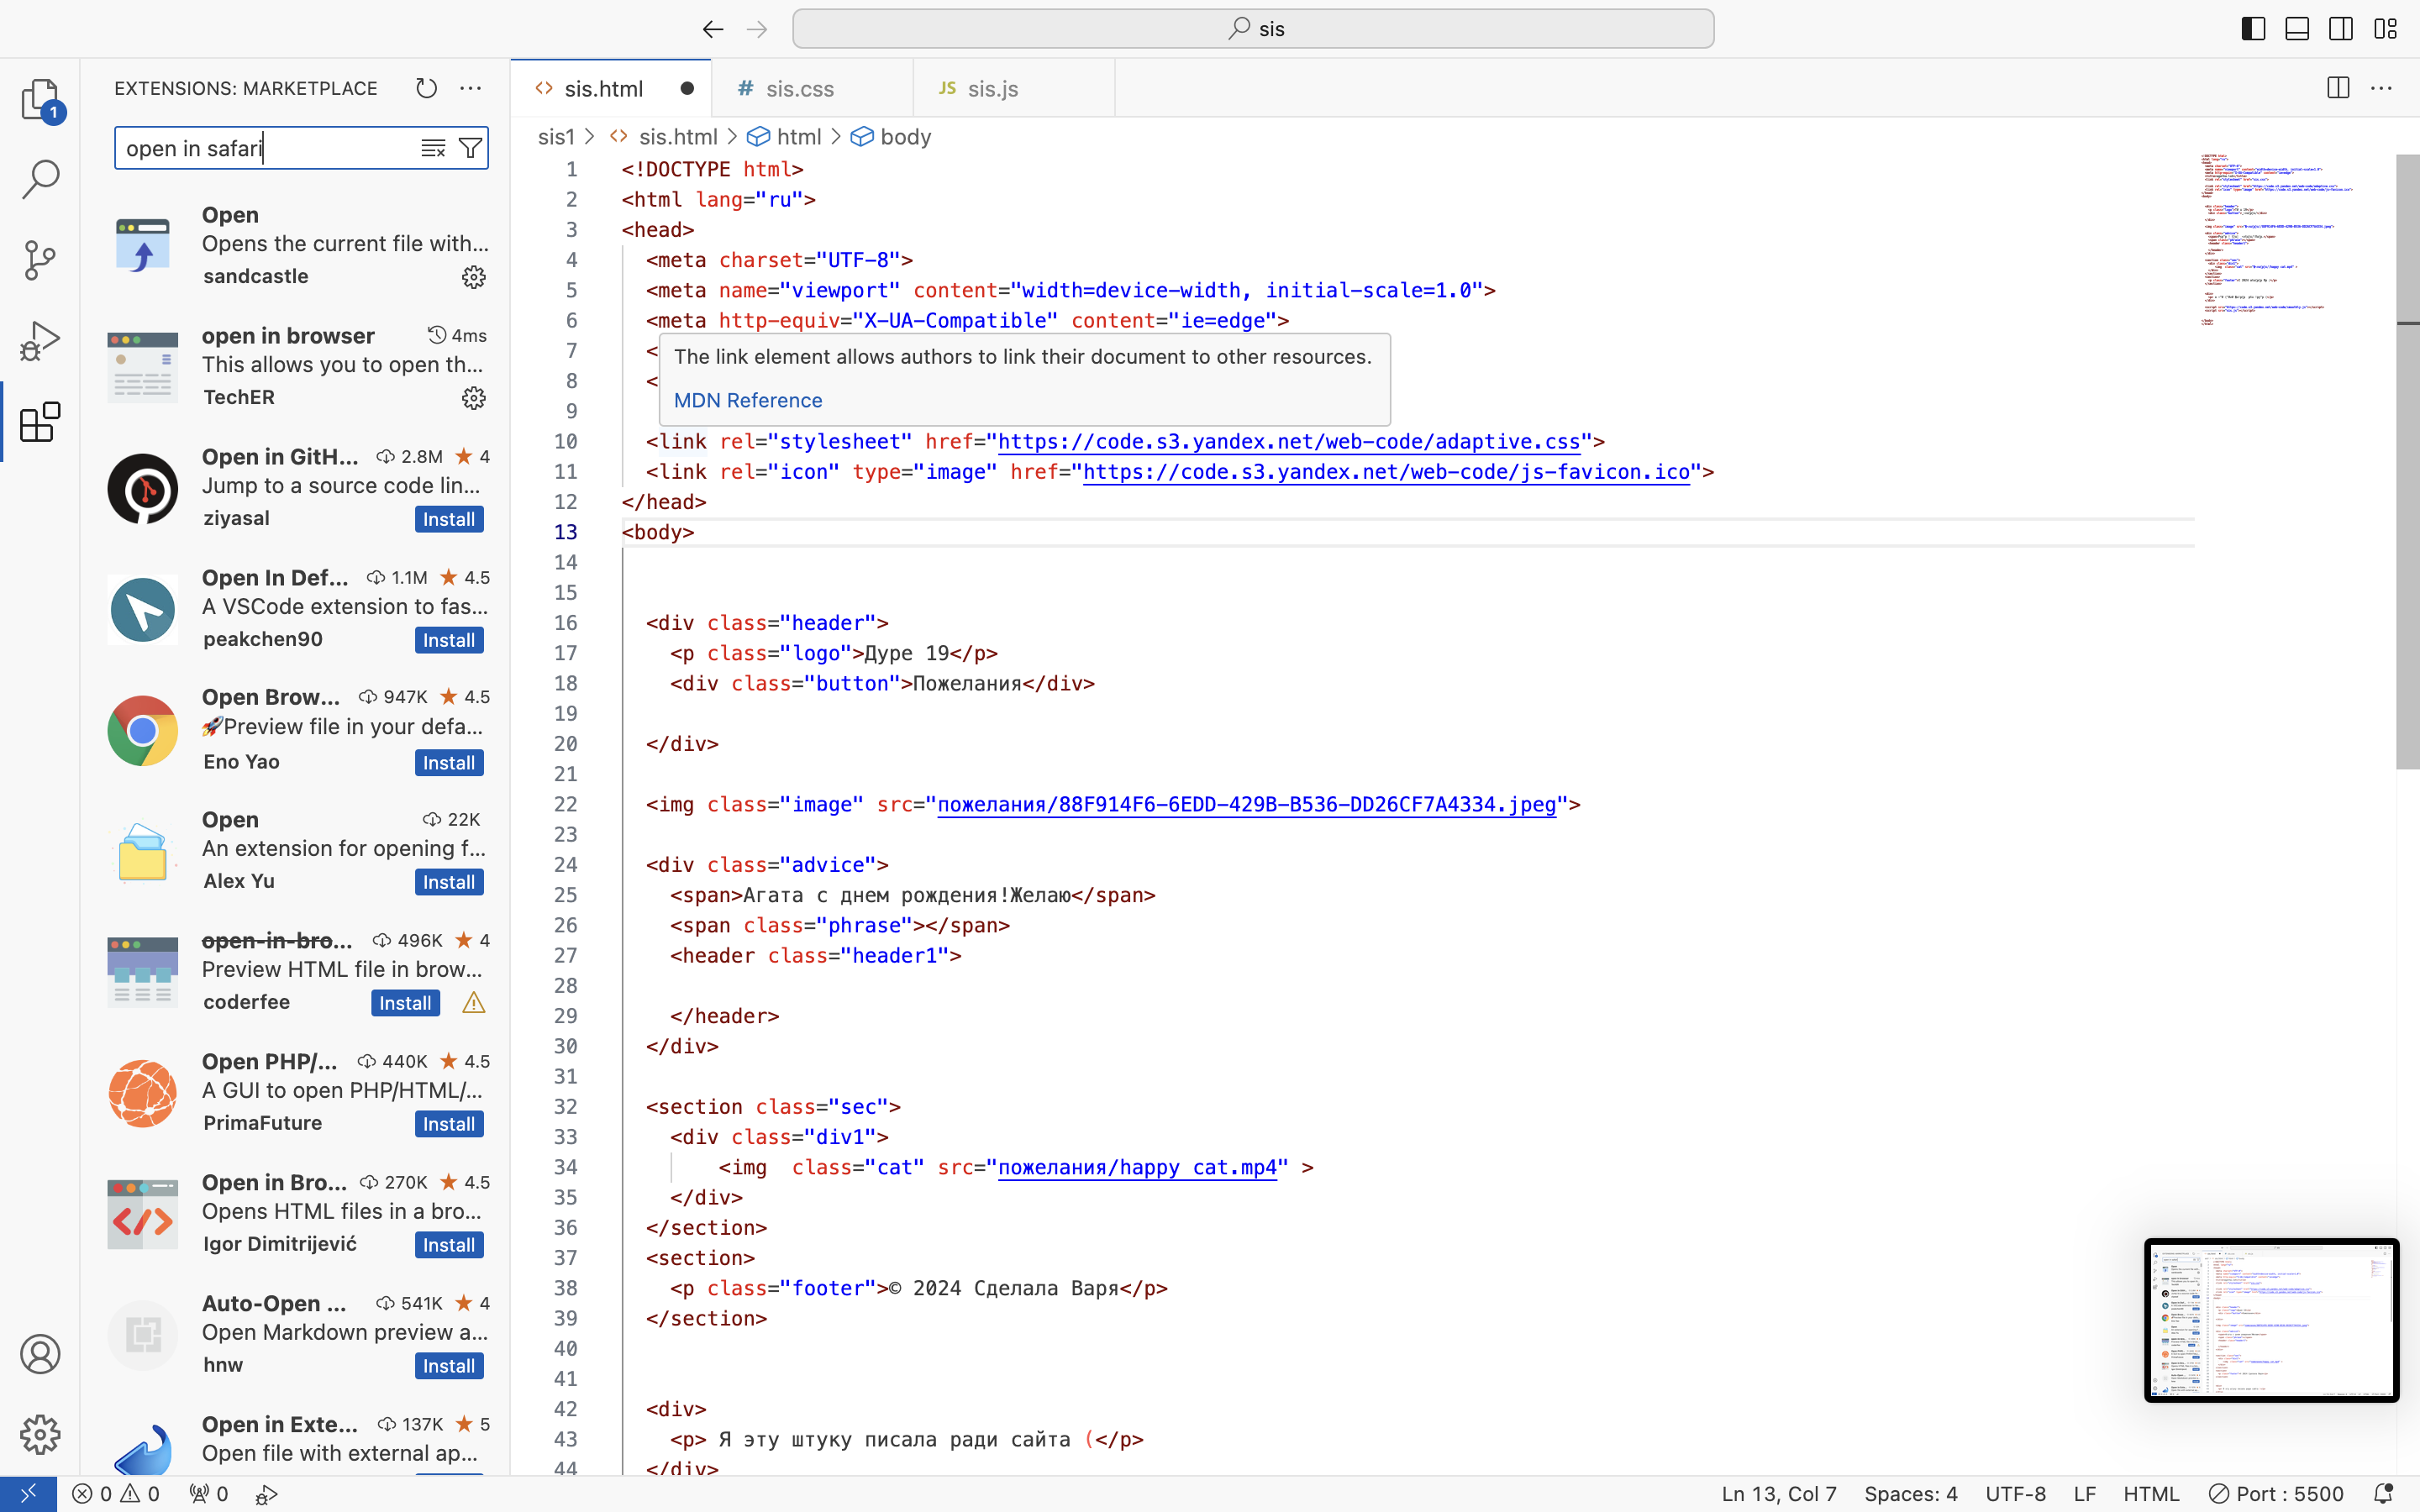 sis
EXTENSIONS: MARKETPLACE
open in safari
Open
Opens the current file with...
sandcastle
open in browser 4ms
This allows you to open th...
TechER
Open in GitH... 2.8M 4
Jump to a source code lin...
ziyasal Install
Open In Def... 1.1M 4.5
A VSCode extension to fas...
peakchen90 Install
Open Brow... 947K 4.5
🚀Preview file in your defa...
Eno Yao Install
Open 22K
An extension for opening f...
Alex Yu Install
open-in-bro... 496K 4
Preview HTML file in brow...
coderfee Install
Open PHP/... 440K 4.5
A GUI to open PHP/HTML/...
PrimaFuture Install
Open in Bro... 270K 4.5
Opens HTML files in a bro...
Igor Dimitrijević Install
Auto-Open ... 541K 4
Open Markdown preview a...
hnw Install
Open in Exte... 137K 5
Open file with external ap...
1
sis.html
# sis.css
JS sis.js
sis1 > sis.html > html > body
1 <!DOCTYPE html>
2 <html lang="ru">
3 <head>
4 <meta charset="UTF-8">
5 <meta name="viewport" content="width=device-width, initial-scale=1.0">
6 <meta http-equiv="X-UA-Compatible" content="ie=edge">
7 <
The link element allows authors to link their document to other resources.
8 <
MDN Reference
9
10 <link rel="stylesheet" href="https://code.s3.yandex.net/web-code/adaptive.css">
11 <link rel="icon" type="image" href="https://code.s3.yandex.net/web-code/js-favicon.ico">
12 </head>
13 <body>
14
15
16 <div class="header">
17 <p class="logo">Дуре 19</p>
18 <div class="button">Пожелания</div>
19
20 </div>
21
22 <img class="image" src="пожелания/88F914F6-6EDD-429B-B536-DD26CF7A4334.jpeg">
23
24 <div class="advice">
25 <span>Агата с днем рождения!Желаю</span>
26 <span class="phrase"></span>
27 <header class="header1">
28
29 </header>
30 </div>
31
32 <section class="sec">
33 <div class="div1">
34 <img  class="cat" src="пожелания/happy cat.mp4" >
35 </div>
36 </section>
37 <section>
38 <p class="footer">© 2024 Сделала Варя</p>
39 </section>
40
41
42 <div>
43 <p> Я эту штуку писала ради сайта (</p>
44 </div>
0 0 0
Ln 13, Col 7 Spaces: 4 UTF-8 LF HTML Port : 5500